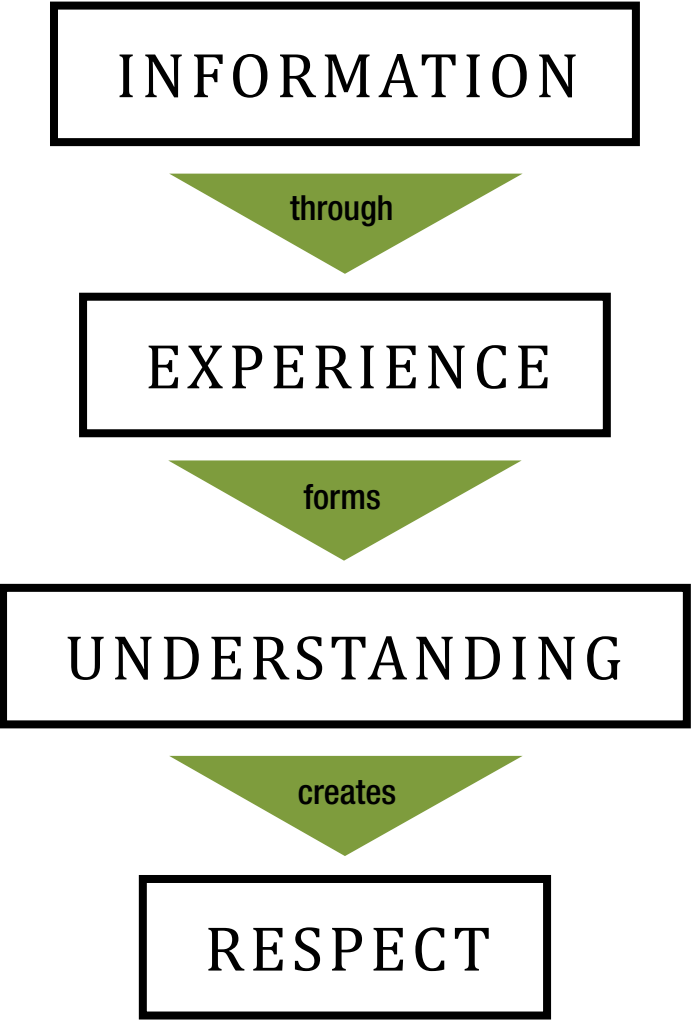 INFORMATION
through
EXPERIENCE
forms
UNDERSTANDING
creates
RESPECT